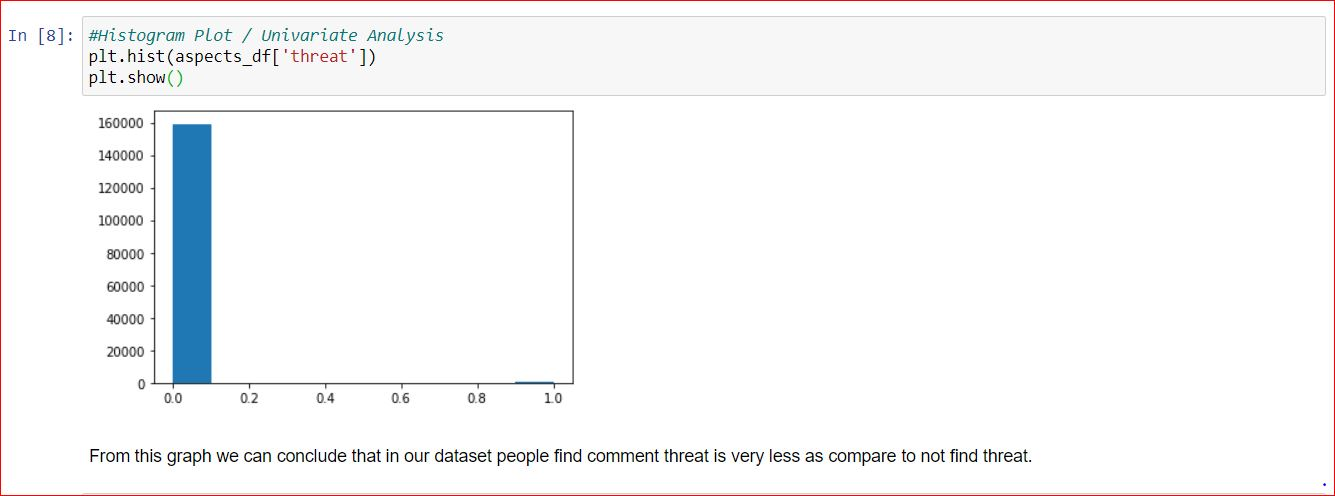 In [8]: #Histogram Plot / Univariate Analysis
plt.hist(aspects_df['threat'])
plt.show()
160000
140000
120000
100000
80000
60000
40000
20000
0
0.0 0.2 0.4 0.6 0.8 1.0
From this graph we can conclude that in our dataset people find comment threat is very less as compare to not find threat.